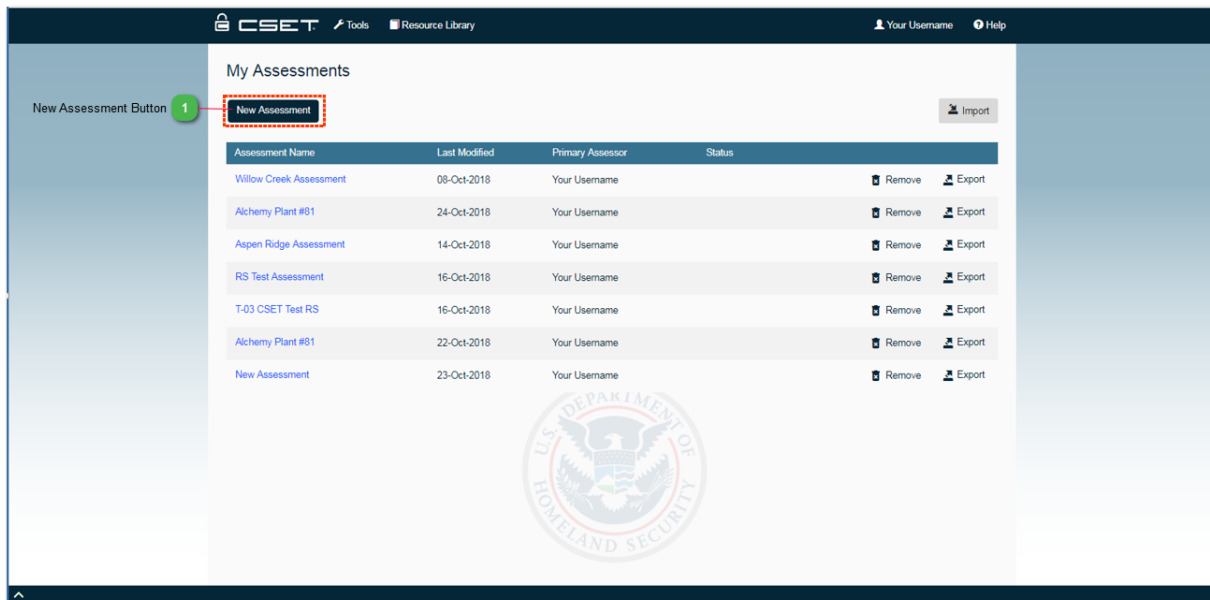 CSET Tools Resource Library Your Username Help
My Assessments
New Assessment Button 1 New Assessment Import
Assessment Name Last Modified Primary Assessor Status
Willow Creek Assessment 08-Oct-2018 Your Username Remove Export
Alchemy Plant #81 24-Oct-2018 Your Username Remove Export
Aspen Ridge Assessment 14-Oct-2018 Your Username Remove Export
RS Test Assessment 16-Oct-2018 Your Username Remove Export
T-03 CSET Test RS 16-Oct-2018 Your Username Remove Export
Alchemy Plant #81 22-Oct-2018 Your Username Remove Export
New Assessment 23-Oct-2018 Your Username Remove Export
U.S. DEPARTMENT OF
HOMELAND SECURITY